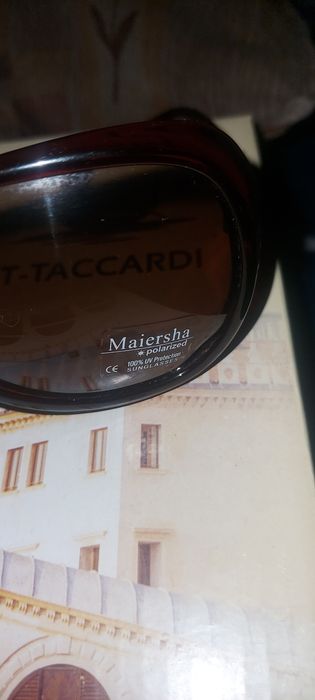 T-TACCARDI
Maiersha
* polarized
CE 100% UV Protection
SUNGLASSES